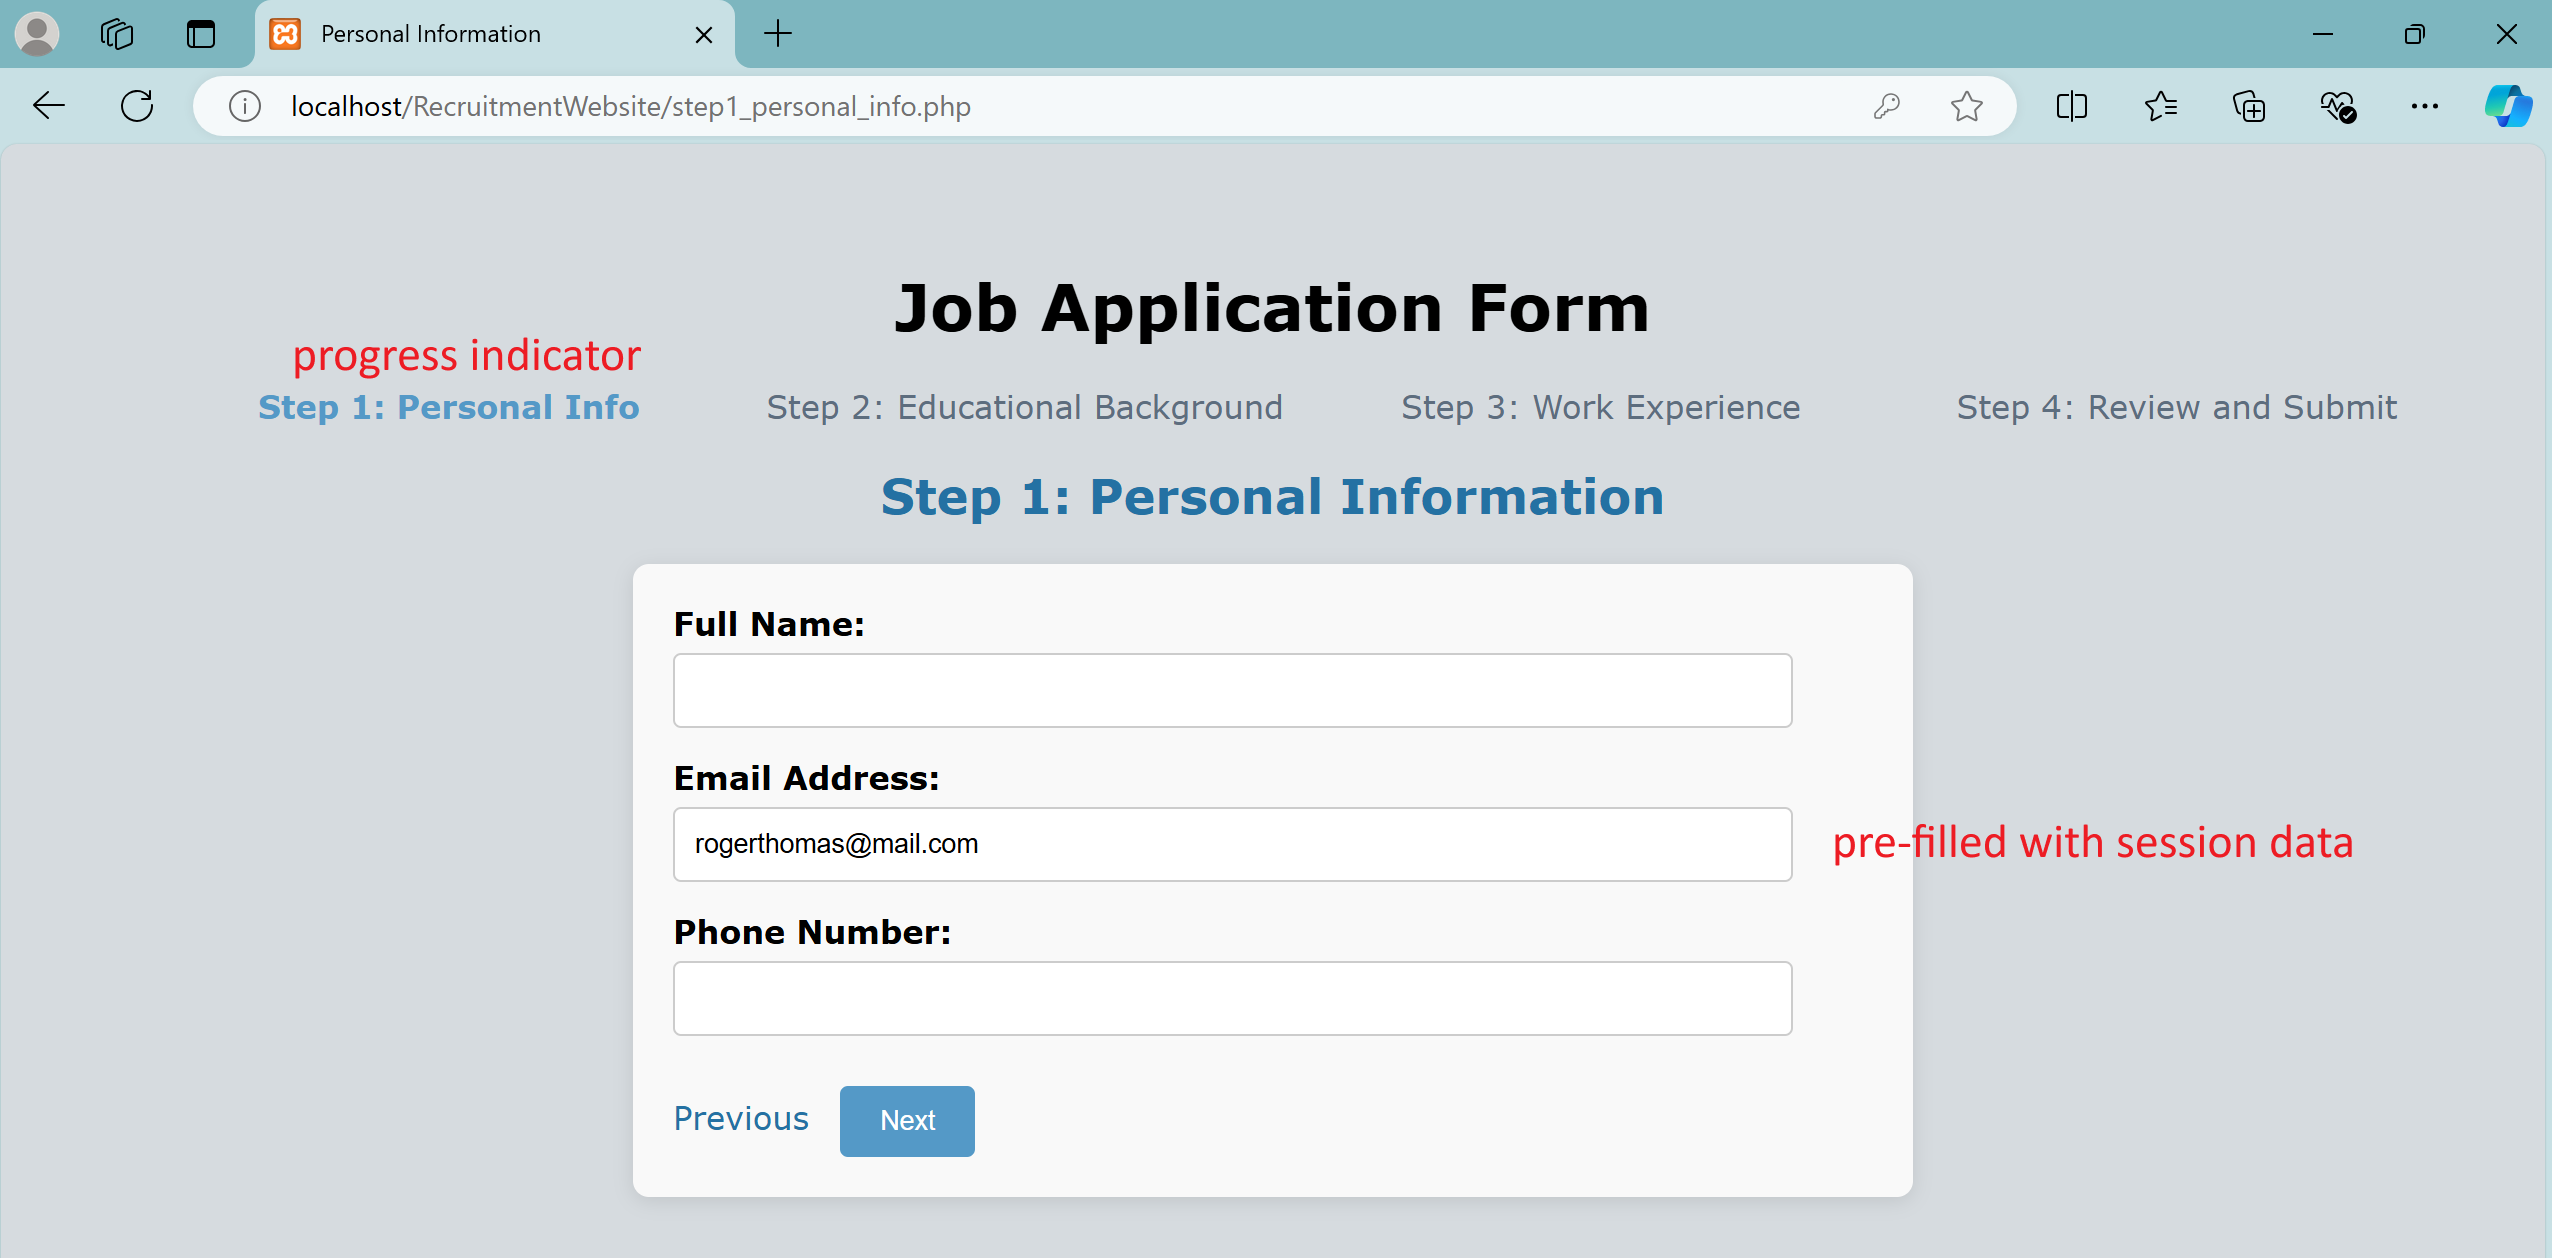 Personal Information
localhost/RecruitmentWebsite/step1_personal_info.php
Job Application Form
progress indicator
Step 1: Personal Info Step 2: Educational Background Step 3: Work Experience Step 4: Review and Submit
Step 1: Personal Information
Full Name:
Email Address:
rogerthomas@mail.com pre-filled with session data
Phone Number:
Previous Next